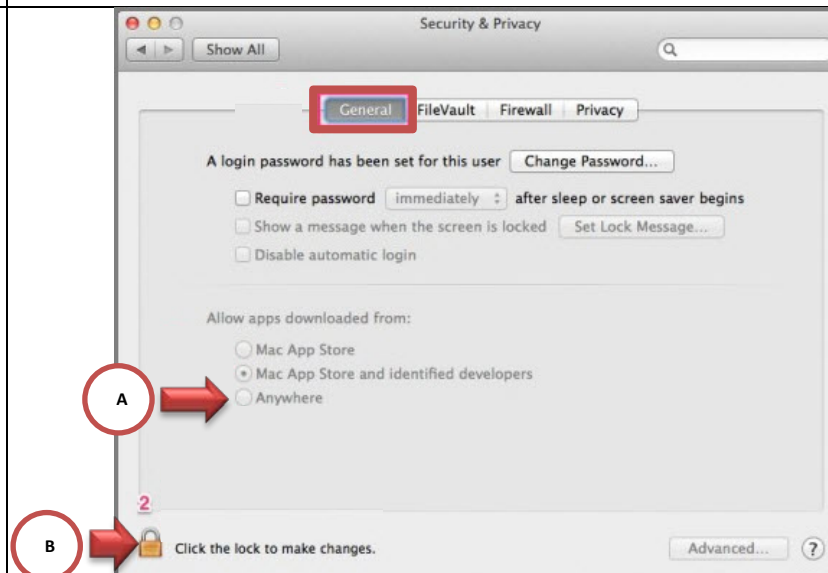 Security & Privacy
Show All
General FileVault Firewall Privacy
A login password has been set for this user Change Password...
Require password immediately after sleep or screen saver begins
Show a message when the screen is locked Set Lock Message...
Disable automatic login
Allow apps downloaded from:
Mac App Store
Mac App Store and identified developers
A Anywhere
2
B Click the lock to make changes. Advanced... ?